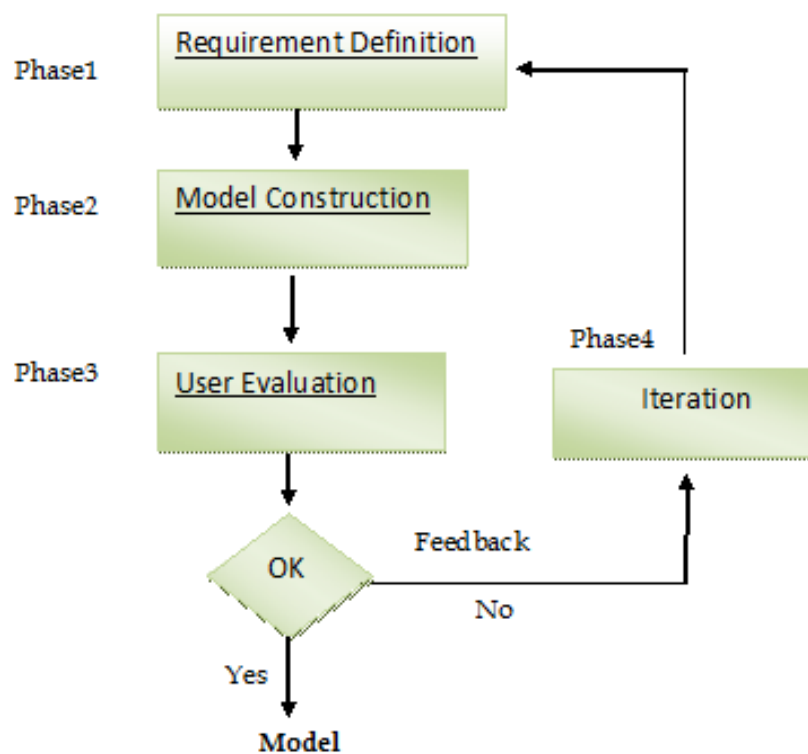 Requirement Definition
Phase1
Model Construction
Phase2
Phase4
Phase3
User Evaluation
Iteration
Feedback
OK
No
Yes
Model